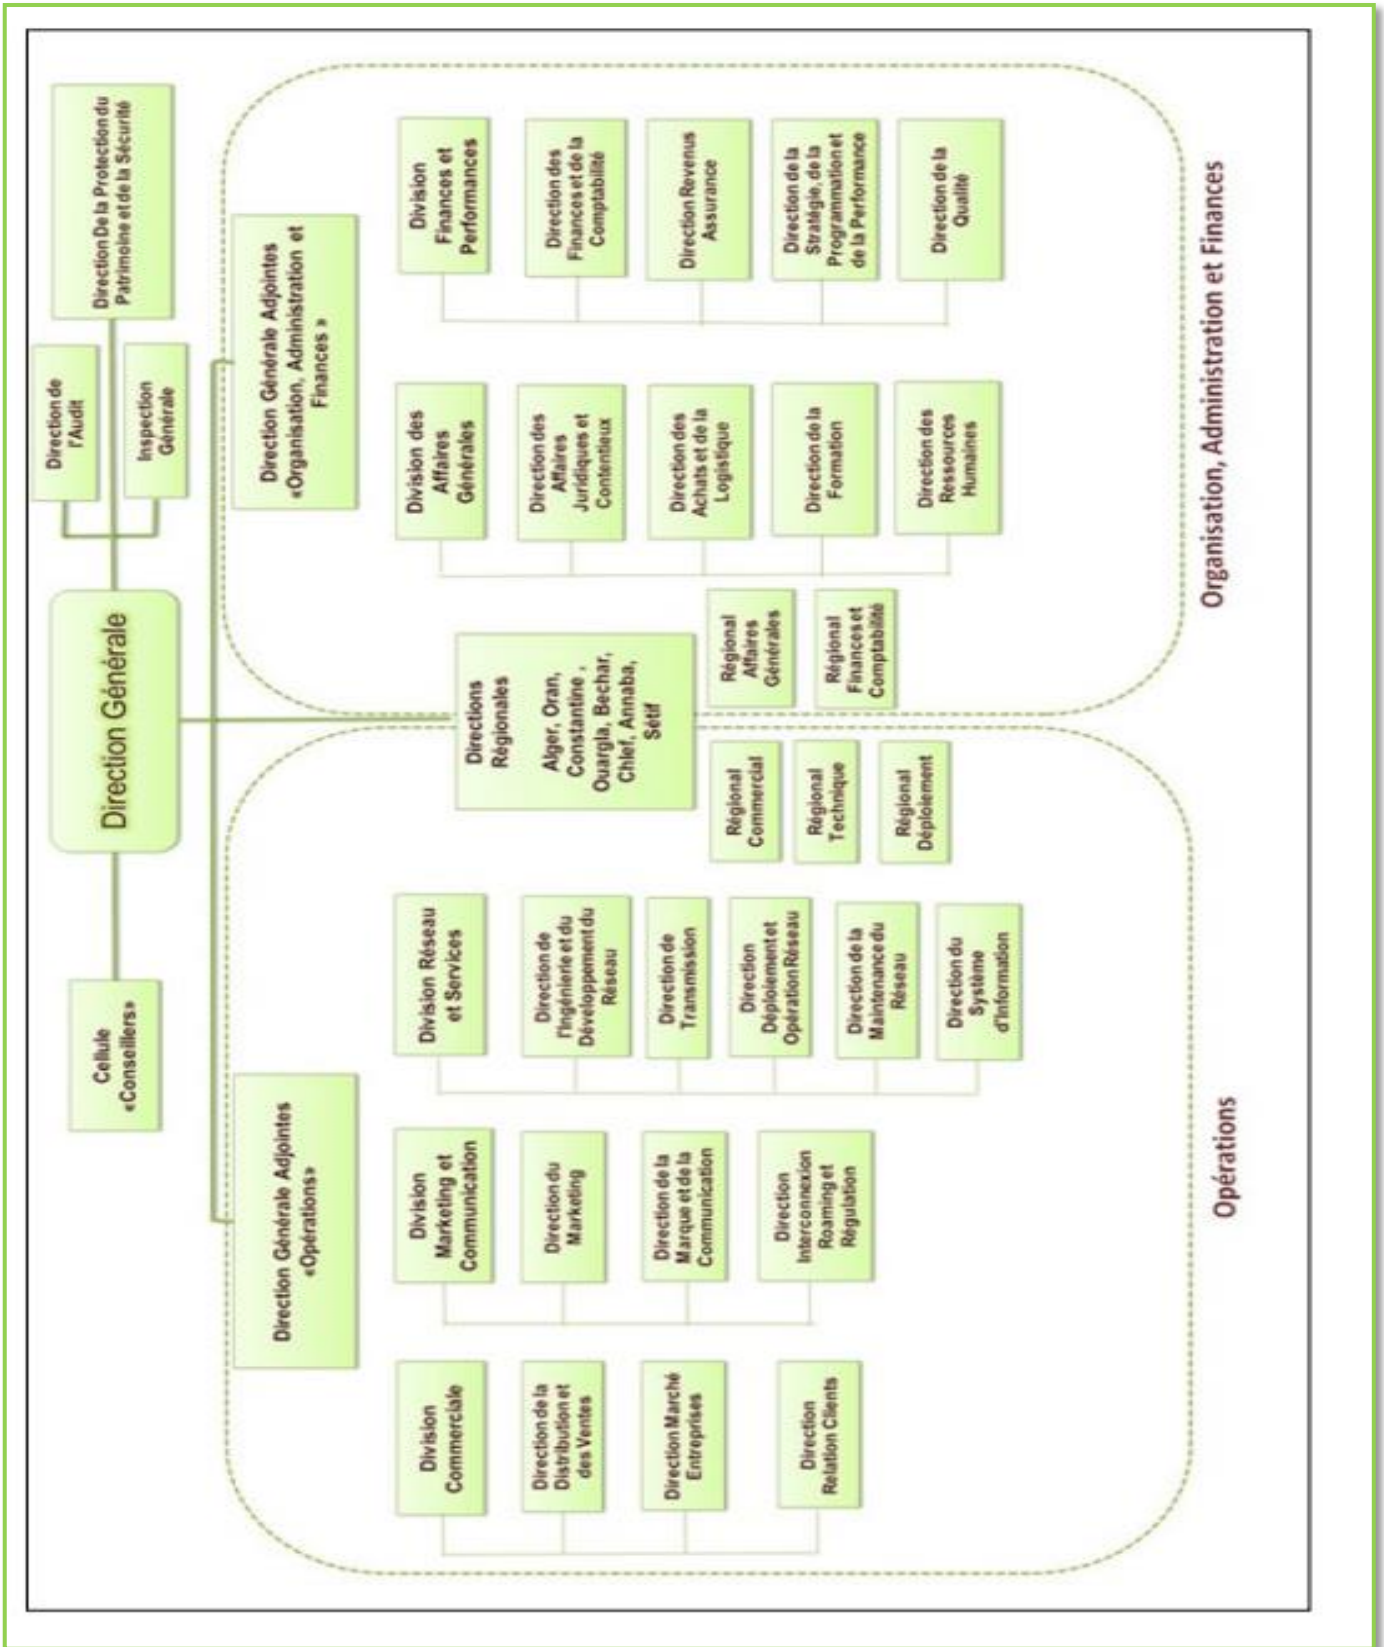 Direction Générale
Cellule
«Conseillers»
Direction de
l'Audit
Inspection
Générale
Direction De la Protection du
Patrimoine et de la Sécurité
Direction Générale Adjointes
«Opérations»
Direction Générale Adjointes
«Organisation, Administration et
Finances »
Division
Commerciale
Direction de la
Distribution et
des Ventes
Direction Marché
Entreprises
Direction
Relation Clients
Division
Marketing et
Communication
Direction du
Marketing
Direction de la
Marque et de la
Communication
Direction
Interconnexion
Roaming et
Régulation
Division Réseau
et Services
Direction de
l'Ingénierie et du
Développement du
Réseau
Direction de
Transmission
Direction
Déploiement et
Opération Réseau
Direction de la
Maintenance du
Réseau
Direction du
Système
d'Information
Directions
Régionales
Alger, Oran,
Constantine ,
Ouargla, Bechar,
Chlef, Annaba,
Sétif
Régional
Commercial
Régional
Technique
Régional
Déploiement
Régional
Affaires
Générales
Régional
Finances et
Comptabilité
Division des
Affaires
Générales
Direction des
Affaires
Juridiques et
Contentieux
Direction des
Achats et de la
Logistique
Direction de la
Formation
Direction des
Ressources
Humaines
Division
Finances et
Performances
Direction des
Finances et de la
Comptabilité
Direction Revenus
Assurance
Direction de la
Stratégie, de la
Programmation et
de la Performance
Direction de la
Qualité
Opérations
Organisation, Administration et Finances